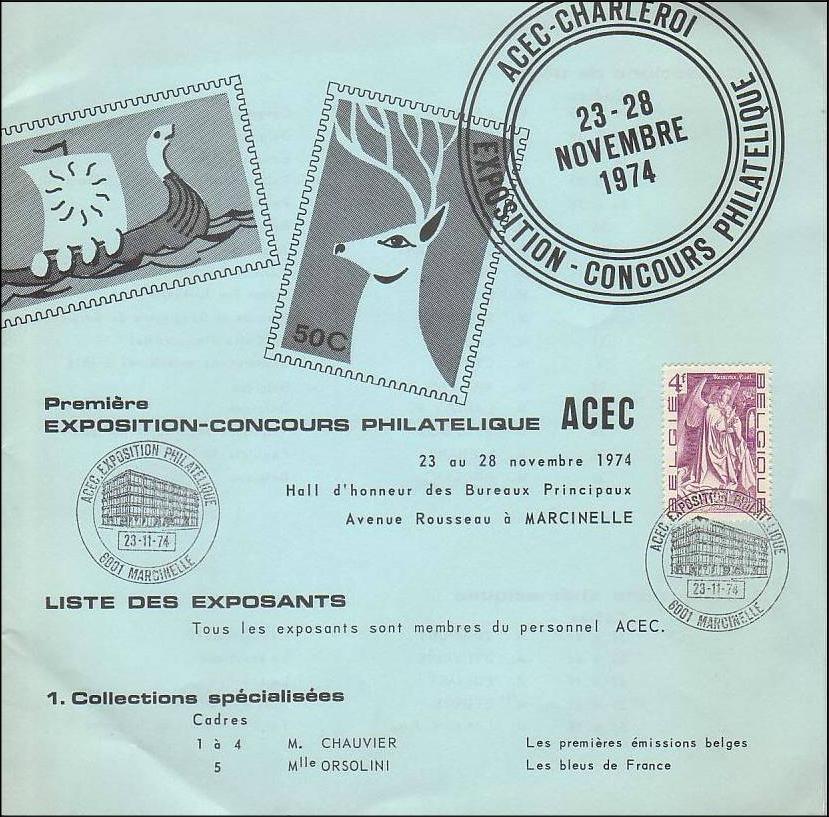 ACEC-CHARLEROI
EXPOSITION - CONCOURS PHILATELIQUE
23 - 28
NOVEMBRE
1974
50C
4F
BELGIE
BELGIQUE
Première
EXPOSITION-CONCOURS PHILATELIQUE ACEC
23 au 28 novembre 1974
Hall d'honneur des Bureaux Principaux
Avenue Rousseau à MARCINELLE
ACEC. EXPOSITION PHILATELIQUE
23-11-74
6001 MARCINELLE
ACEC. EXPOSITION PHILATELIQUE
23-11-74
6001 MARCINELLE
LISTE DES EXPOSANTS
Tous les exposants sont membres du personnel ACEC.
1. Collections spécialisées
Cadres
1 à 4 M. CHAUVIER Les premières émissions belges
5 Mlle ORSOLINI Les bleus de France